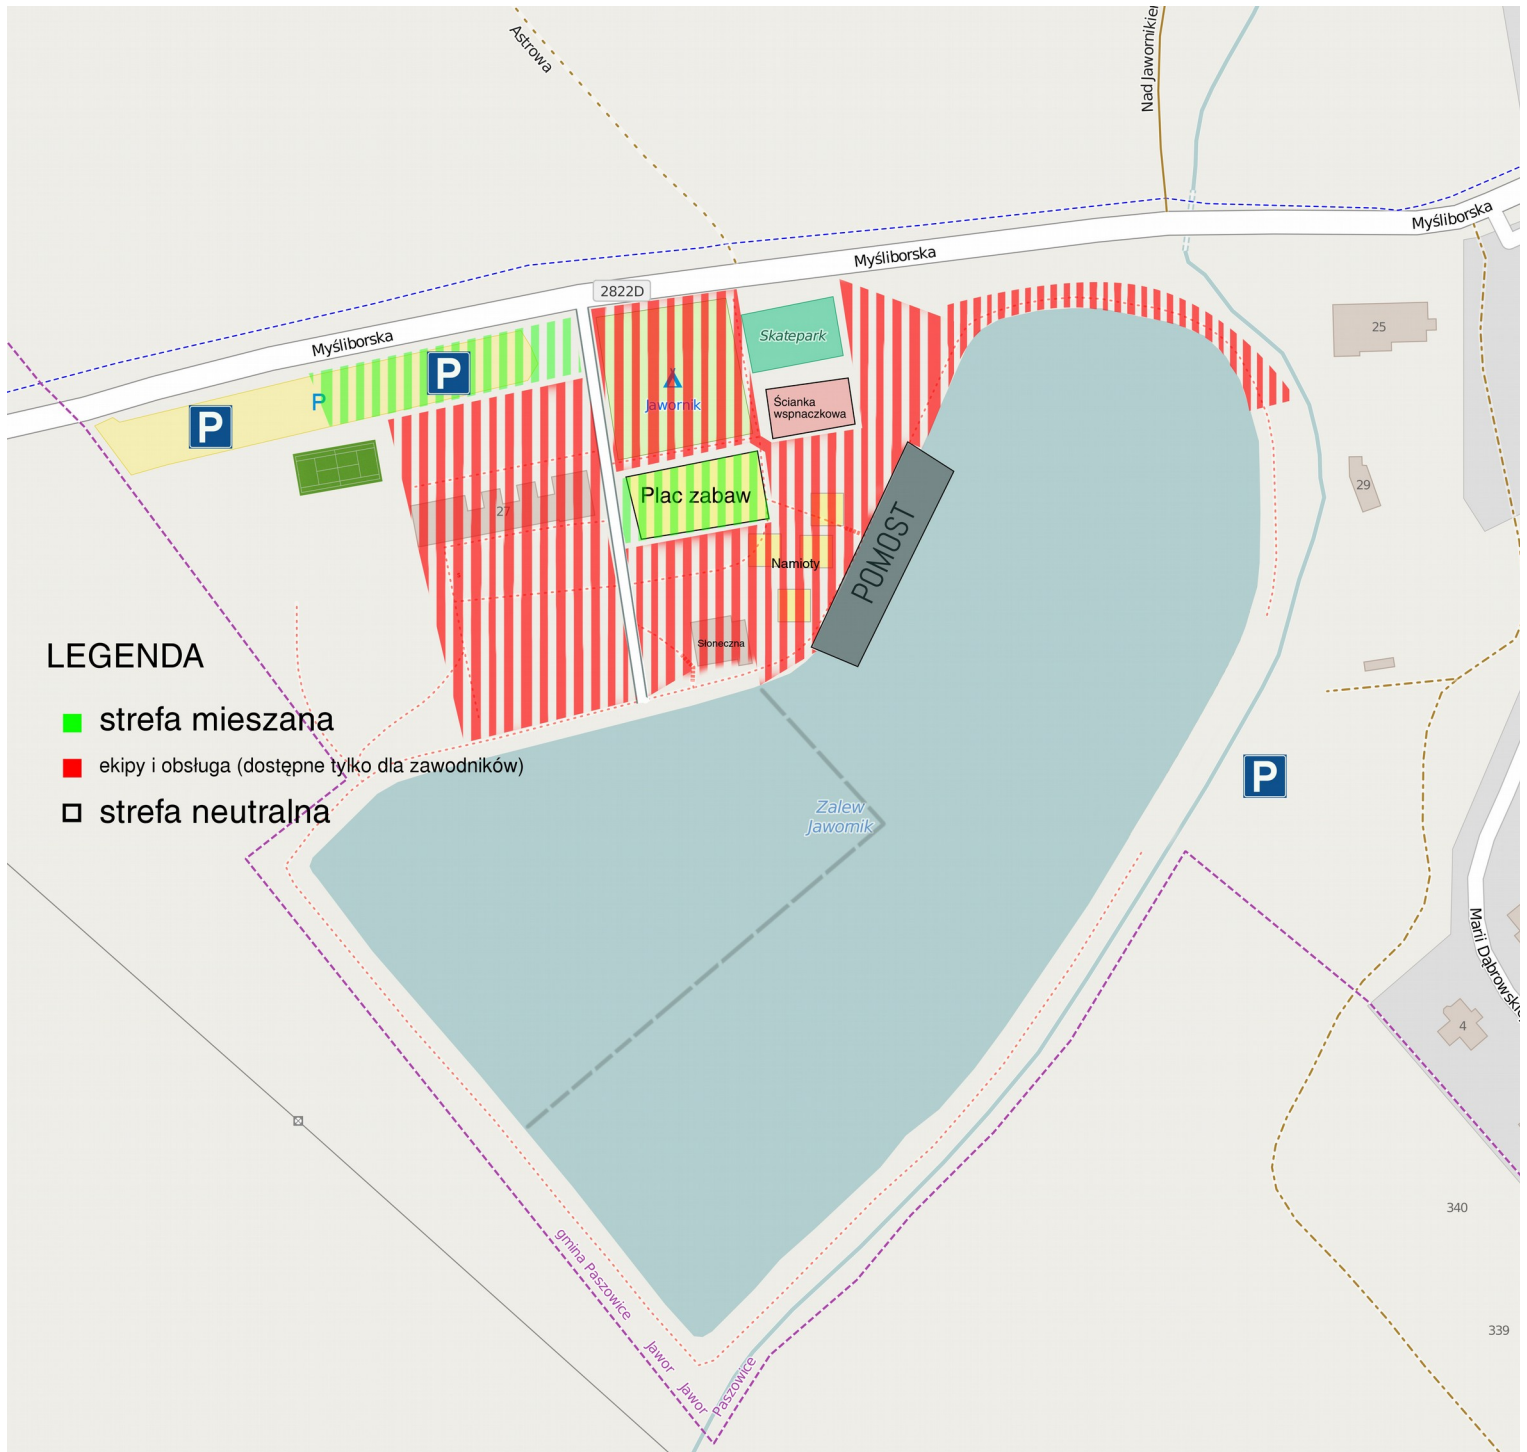 Astrowa
Nad Jawornikie
Myśliborska
Myśliborska
Myśliborska
2822D
P
P
P
Skatepark
Jawornik
Ścianka
wspnaczkowa
25
29
27
Plac zabaw
POMOST
Namioty
Słoneczna
LEGENDA
strefa mieszana
ekipy i obsługa (dostępne tylko dla zawodników)
strefa neutralna
P
Zalew
Jawornik
Marii Dąbrowskiej
4
340
339
gmina Paszowice
Jawor
Jawor
Paszowice